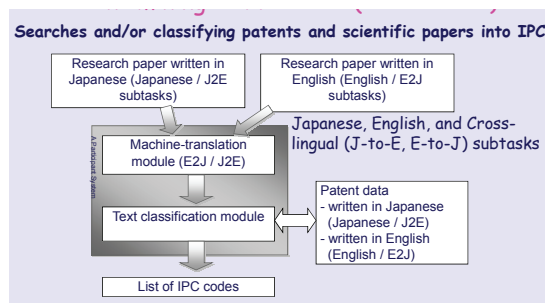 Searches and/or classifying patents and scientific papers into IPC
Research paper written in
Japanese (Japanese / J2E
subtasks)
Research paper written in
English (English / E2J
subtasks)
Japanese, English, and Cross-
lingual (J-to-E, E-to-J) subtasks
A Participant System
Machine-translation
module (E2J / J2E)
Text classification module
Patent data
- written in Japanese
(Japanese / J2E)
- written in English
(English / E2J)
List of IPC codes